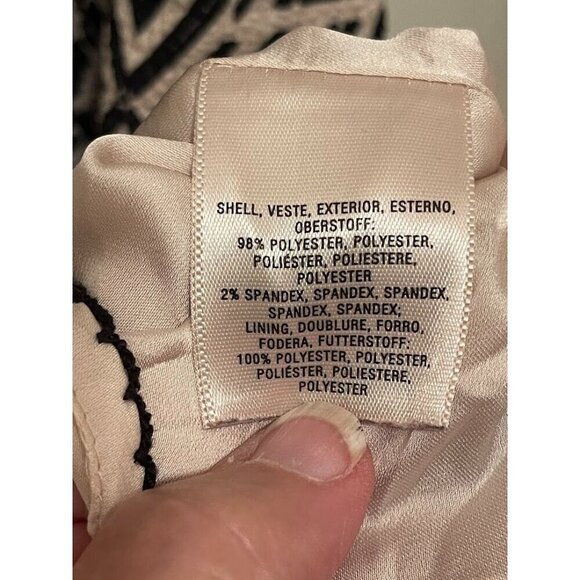 SHELL, VESTE, EXTERIOR, ESTERNO,
OBERSTOFF:
98% POLYESTER, POLYESTER,
POLIÉSTER, POLIESTERE,
POLYESTER
2% SPANDEX, SPANDEX, SPANDEX,
SPANDEX, SPANDEX;
LINING, DOUBLURE, FORRO,
FODERA, FUTTERSTOFF:
100% POLYESTER, POLYESTER,
POLIÉSTER, POLIESTERE,
POLYESTER